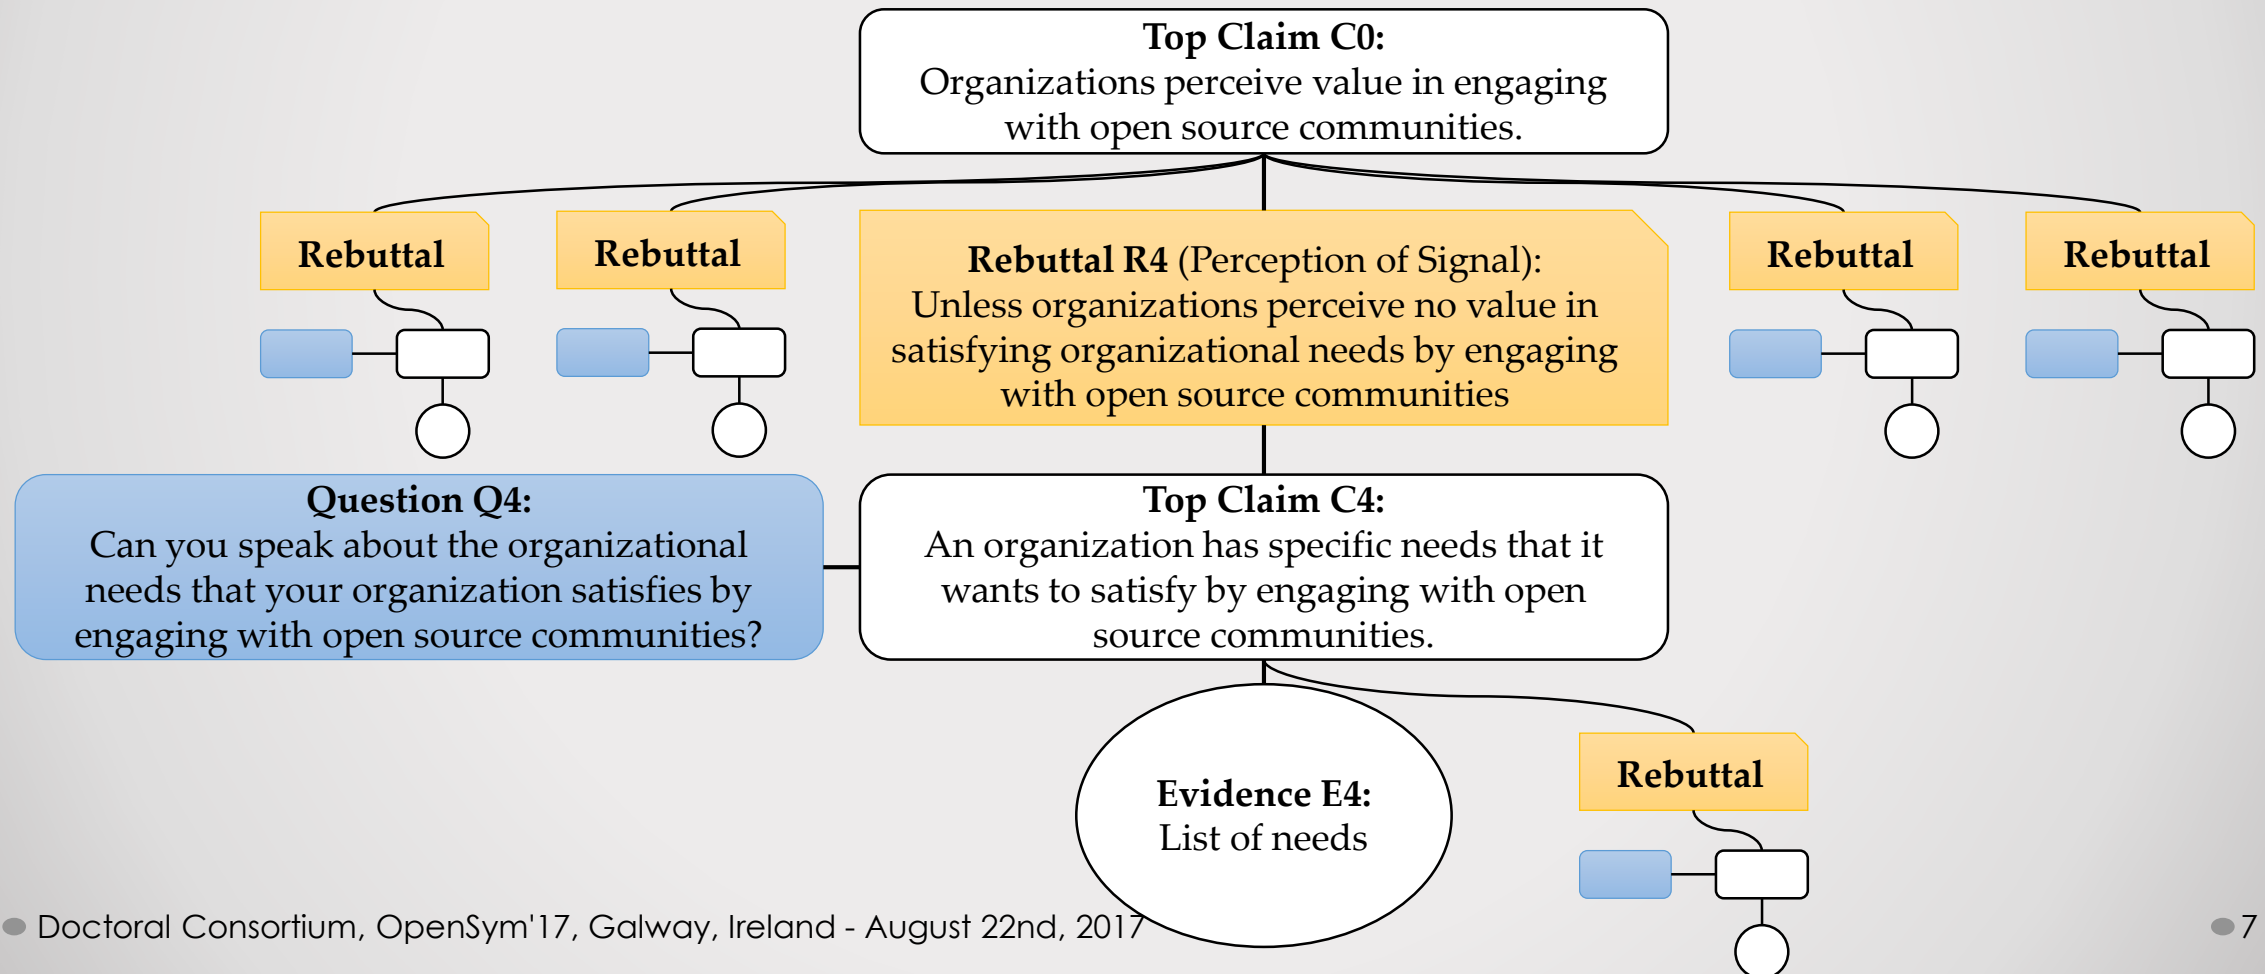 Top Claim C0:
Organizations perceive value in engaging
with open source communities.
Rebuttal
Rebuttal
Rebuttal R4 (Perception of Signal):
Unless organizations perceive no value in
satisfying organizational needs by engaging
with open source communities
Rebuttal
Rebuttal
Question Q4:
Can you speak about the organizational
needs that your organization satisfies by
engaging with open source communities?
Top Claim C4:
An organization has specific needs that it
wants to satisfy by engaging with open
source communities.
Evidence E4:
List of needs
Rebuttal
Doctoral Consortium, OpenSym'17, Galway, Ireland - August 22nd, 2017
7